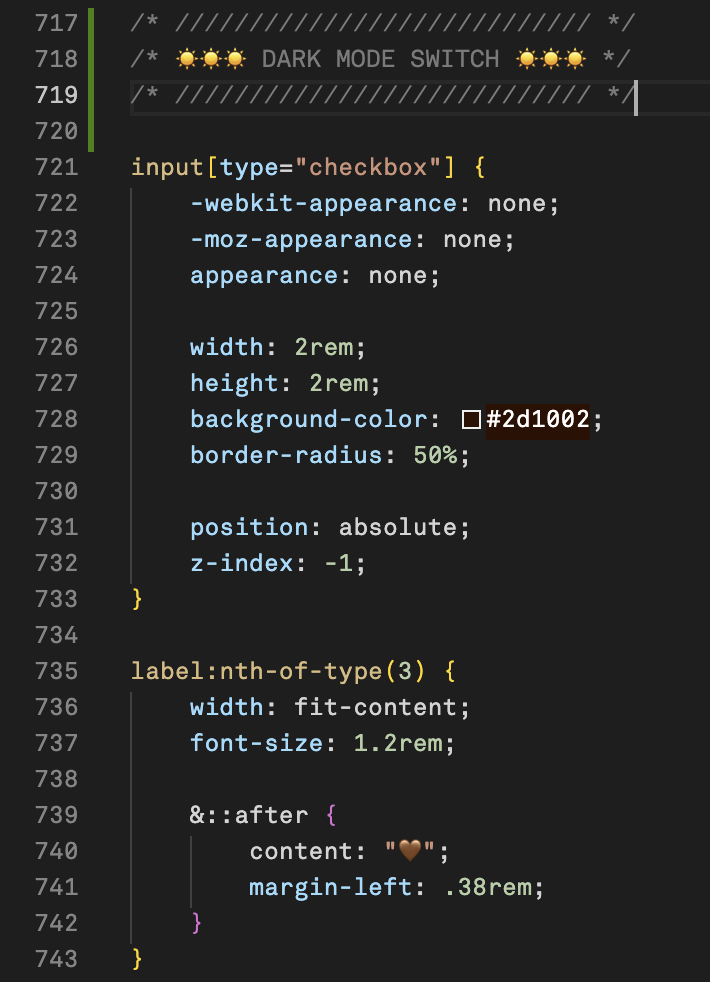 717 /* //////////////////////////// */
718 /* ☀️☀️☀️ DARK MODE SWITCH ☀️☀️☀️ */
719 /* //////////////////////////// */
720
721 input[type="checkbox"] {
722     -webkit-appearance: none;
723     -moz-appearance: none;
724     appearance: none;
725
726     width: 2rem;
727     height: 2rem;
728     background-color: #2d1002;
729     border-radius: 50%;
730
731     position: absolute;
732     z-index: -1;
733 }
734
735 label:nth-of-type(3) {
736     width: fit-content;
737     font-size: 1.2rem;
738
739     &::after {
740         content: "🤎";
741         margin-left: .38rem;
742     }
743 }